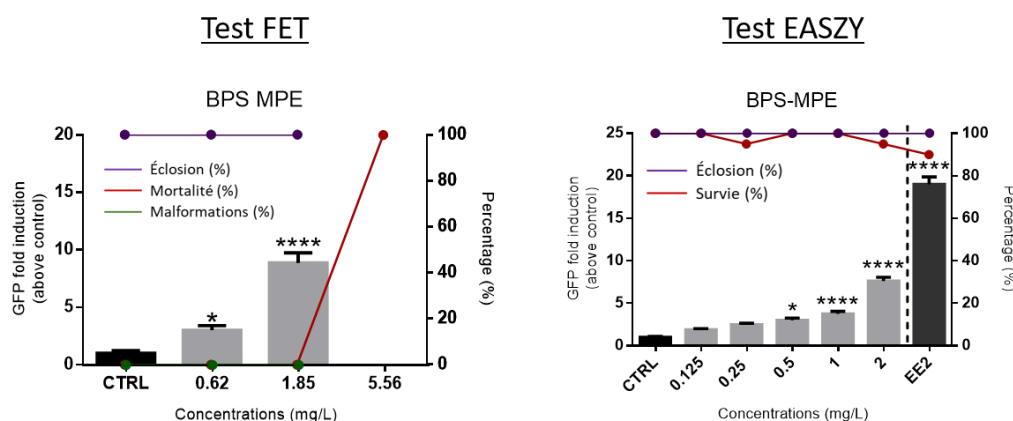 Test FET
BPS MPE
20
15
10
5
0
GFP fold induction
(above control)
Éclosion (%)
Mortalité (%)
Malformations (%)
*
****
100
80
60
40
20
0
Percentage (%)
CTRL
0.62
1.85
5.56
Concentrations (mg/L)
Test EASZY
BPS-MPE
25
20
15
10
5
0
GFP fold induction
(above control)
Éclosion (%)
Survie (%)
*
****
****
****
100
80
60
40
20
0
Percentage (%)
CTRL
0.125
0.25
0.5
1
2
EE2
Concentrations (mg/L)